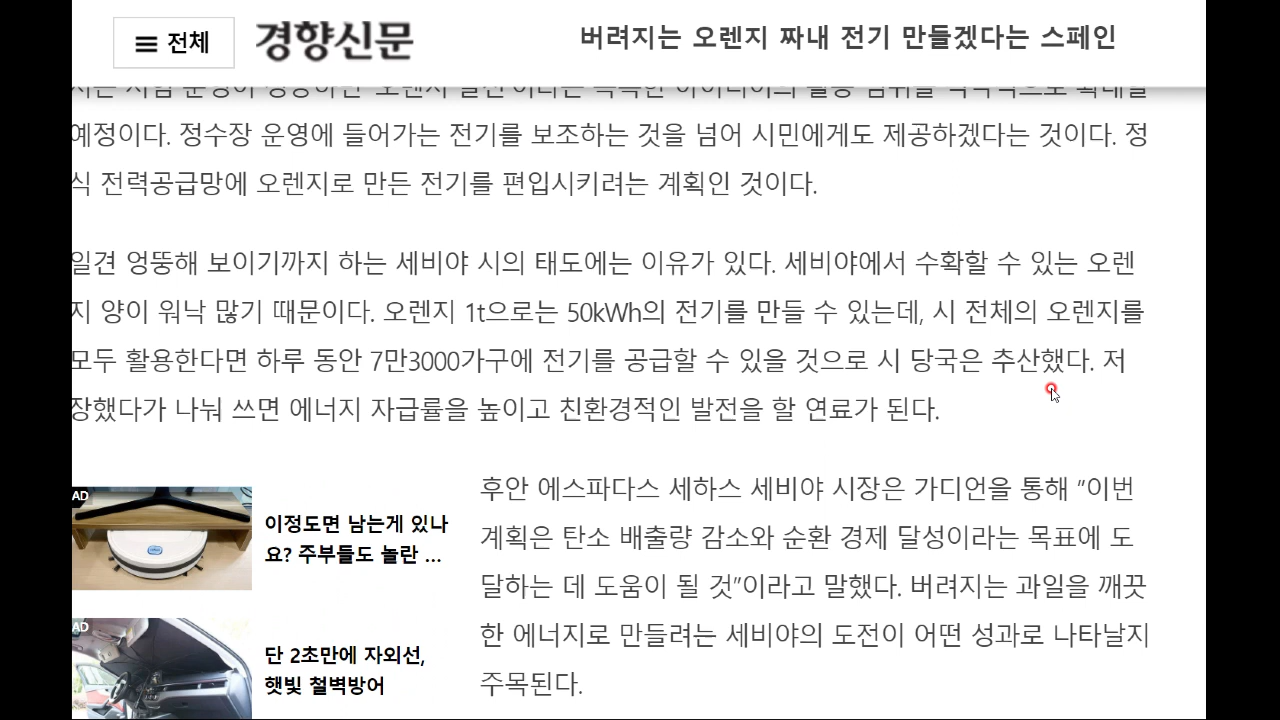 전체
경향신문
버려지는 오렌지 짜내 전기 만들겠다는 스페인
예정이다. 정수장 운영에 들어가는 전기를 보조하는 것을 넘어 시민에게도 제공하겠다는 것이다. 정
식 전력공급망에 오렌지로 만든 전기를 편입시키려는 계획인 것이다.
일견 엉뚱해 보이기까지 하는 세비야 시의 태도에는 이유가 있다. 세비야에서 수확할 수 있는 오렌
지 양이 워낙 많기 때문이다. 오렌지 1t으로는 50kWh의 전기를 만들 수 있는데, 시 전체의 오렌지를
모두 활용한다면 하루 동안 7만3000가구에 전기를 공급할 수 있을 것으로 시 당국은 추산했다. 저
장했다가 나눠 쓰면 에너지 자급률을 높이고 친환경적인 발전을 할 연료가 된다.
AD
이정도면 남는게 있나
요? 주부들도 놀란 ...
AD
단 2초만에 자외선,
햇빛 철벽방어
후안 에스파다스 세하스 세비야 시장은 가디언을 통해 "이번
계획은 탄소 배출량 감소와 순환 경제 달성이라는 목표에 도
달하는 데 도움이 될 것"이라고 말했다. 버려지는 과일을 깨끗
한 에너지로 만들려는 세비야의 도전이 어떤 성과로 나타날지
주목된다.